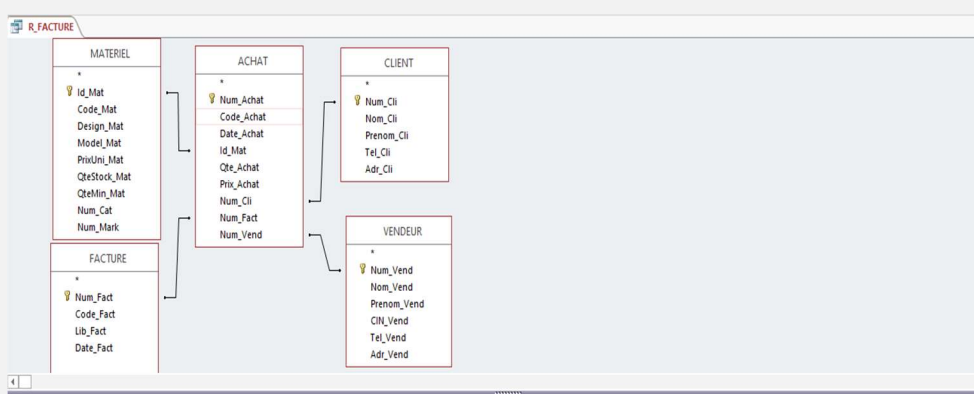 R_FACTURE
MATERIEL
*
Id_Mat
Code_Mat
Design_Mat
Model_Mat
PrixUni_Mat
QteStock_Mat
QteMin_Mat
Num_Cat
Num_Mark
ACHAT
*
Num_Achat
Code_Achat
Date_Achat
Id_Mat
Qte_Achat
Prix_Achat
Num_Cli
Num_Fact
Num_Vend
CLIENT
*
Num_Cli
Nom_Cli
Prenom_Cli
Tel_Cli
Adr_Cli
FACTURE
*
Num_Fact
Code_Fact
Lib_Fact
Date_Fact
VENDEUR
*
Num_Vend
Nom_Vend
Prenom_Vend
CIN_Vend
Tel_Vend
Adr_Vend